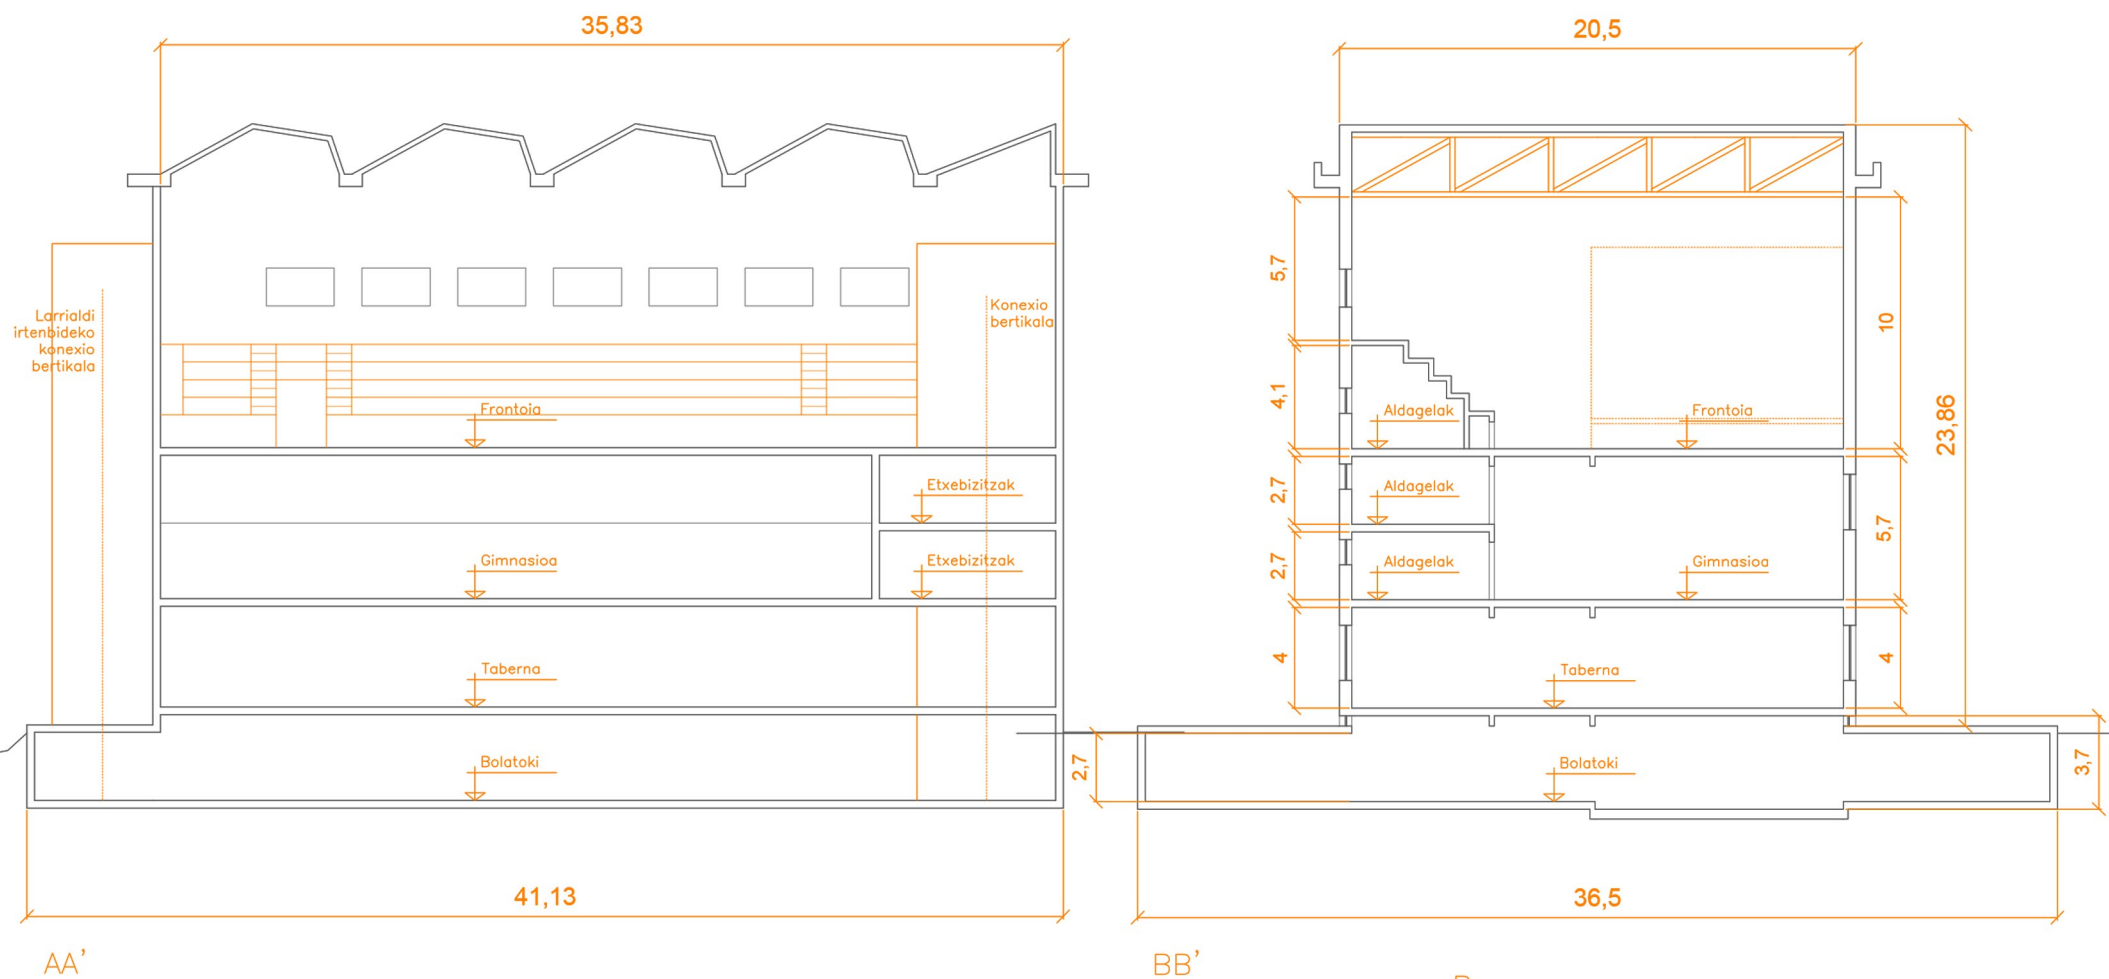 35,83
20,5
Larrialdi
irtenbideko
konexio
bertikala
Konexio
bertikala
Frontoia
Etxebizitzak
Gimnasioa
Etxebizitzak
Taberna
Bolatoki
41,13
AA'
5,7
10
4,1
Aldagelak
Frontoia
23,86
2,7
Aldagelak
5,7
2,7
Aldagelak
Gimnasioa
4
Taberna
4
2,7
Bolatoki
3,7
36,5
BB'